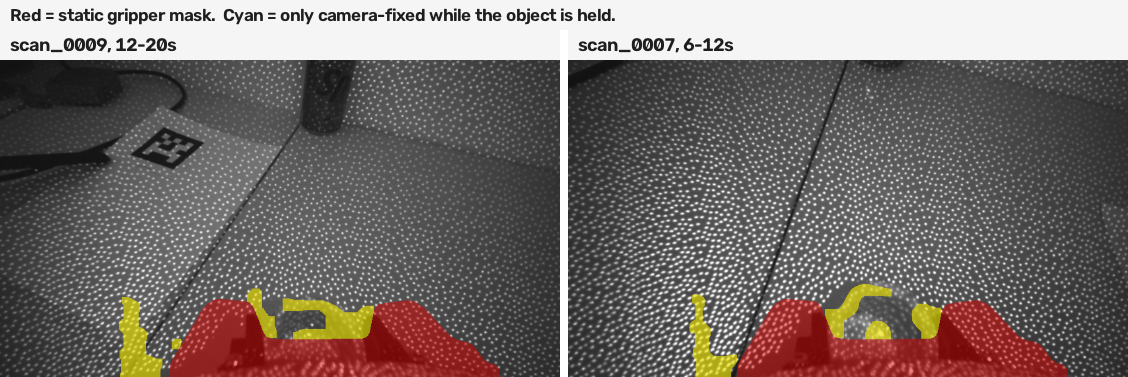 Red = static gripper mask. Cyan = only camera-fixed while the object is held.
scan_0009, 12-20s
scan_0007, 6-12s